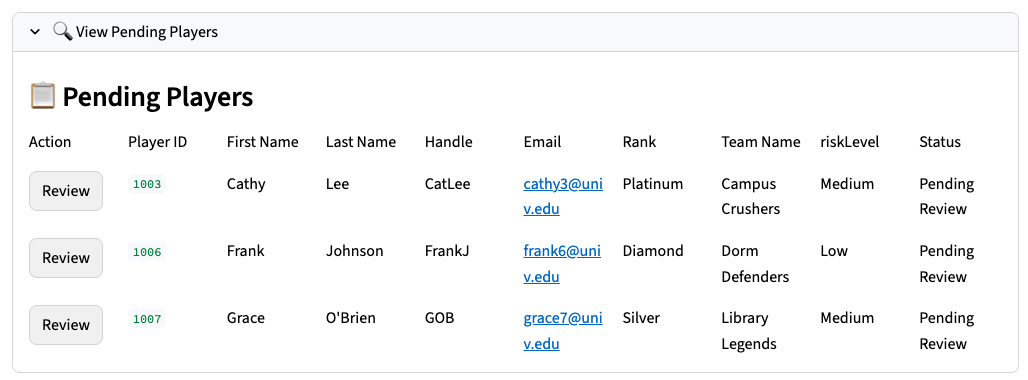 View Pending Players
Pending Players
Action Player ID First Name Last Name Handle Email Rank Team Name riskLevel Status
Review 1003 Cathy Lee CatLee cathy3@uni Platinum Campus Medium Pending
v.edu Crushers Review
Review 1006 Frank Johnson FrankJ frank6@uni Diamond Dorm Low Pending
v.edu Defenders Review
Review 1007 Grace O'Brien GOB grace7@uni Silver Library Medium Pending
v.edu Legends Review